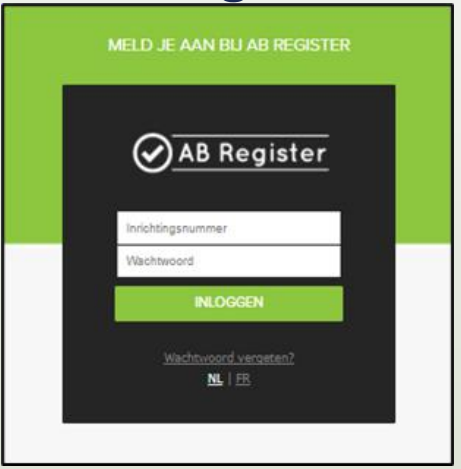 MELD JE AAN BIJ AB REGISTER
AB Register
Inrichtingsnummer
Wachtwoord
INLOGGEN
Wachtwoord vergeten?
NL | FR